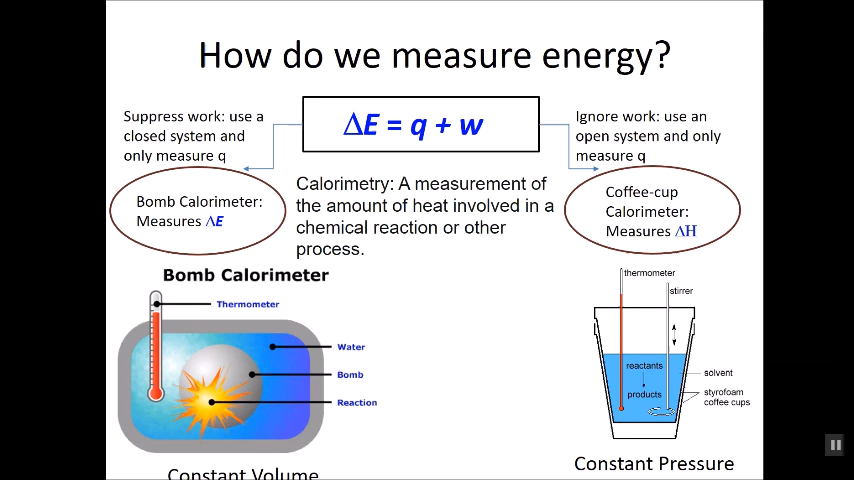 How do we measure energy?
Suppress work: use a
closed system and
only measure q
ΔE = q + w
Ignore work: use an
open system and only
measure q
Bomb Calorimeter:
Measures ΔE
Calorimetry: A measurement of
the amount of heat involved in a
chemical reaction or other
process.
Coffee-cup
Calorimeter:
Measures ΔH
Bomb Calorimeter
Thermometer
Water
Bomb
Reaction
Constant Volume
thermometer
stirrer
reactants
products
solvent
styrofoam
coffee cups
Constant Pressure